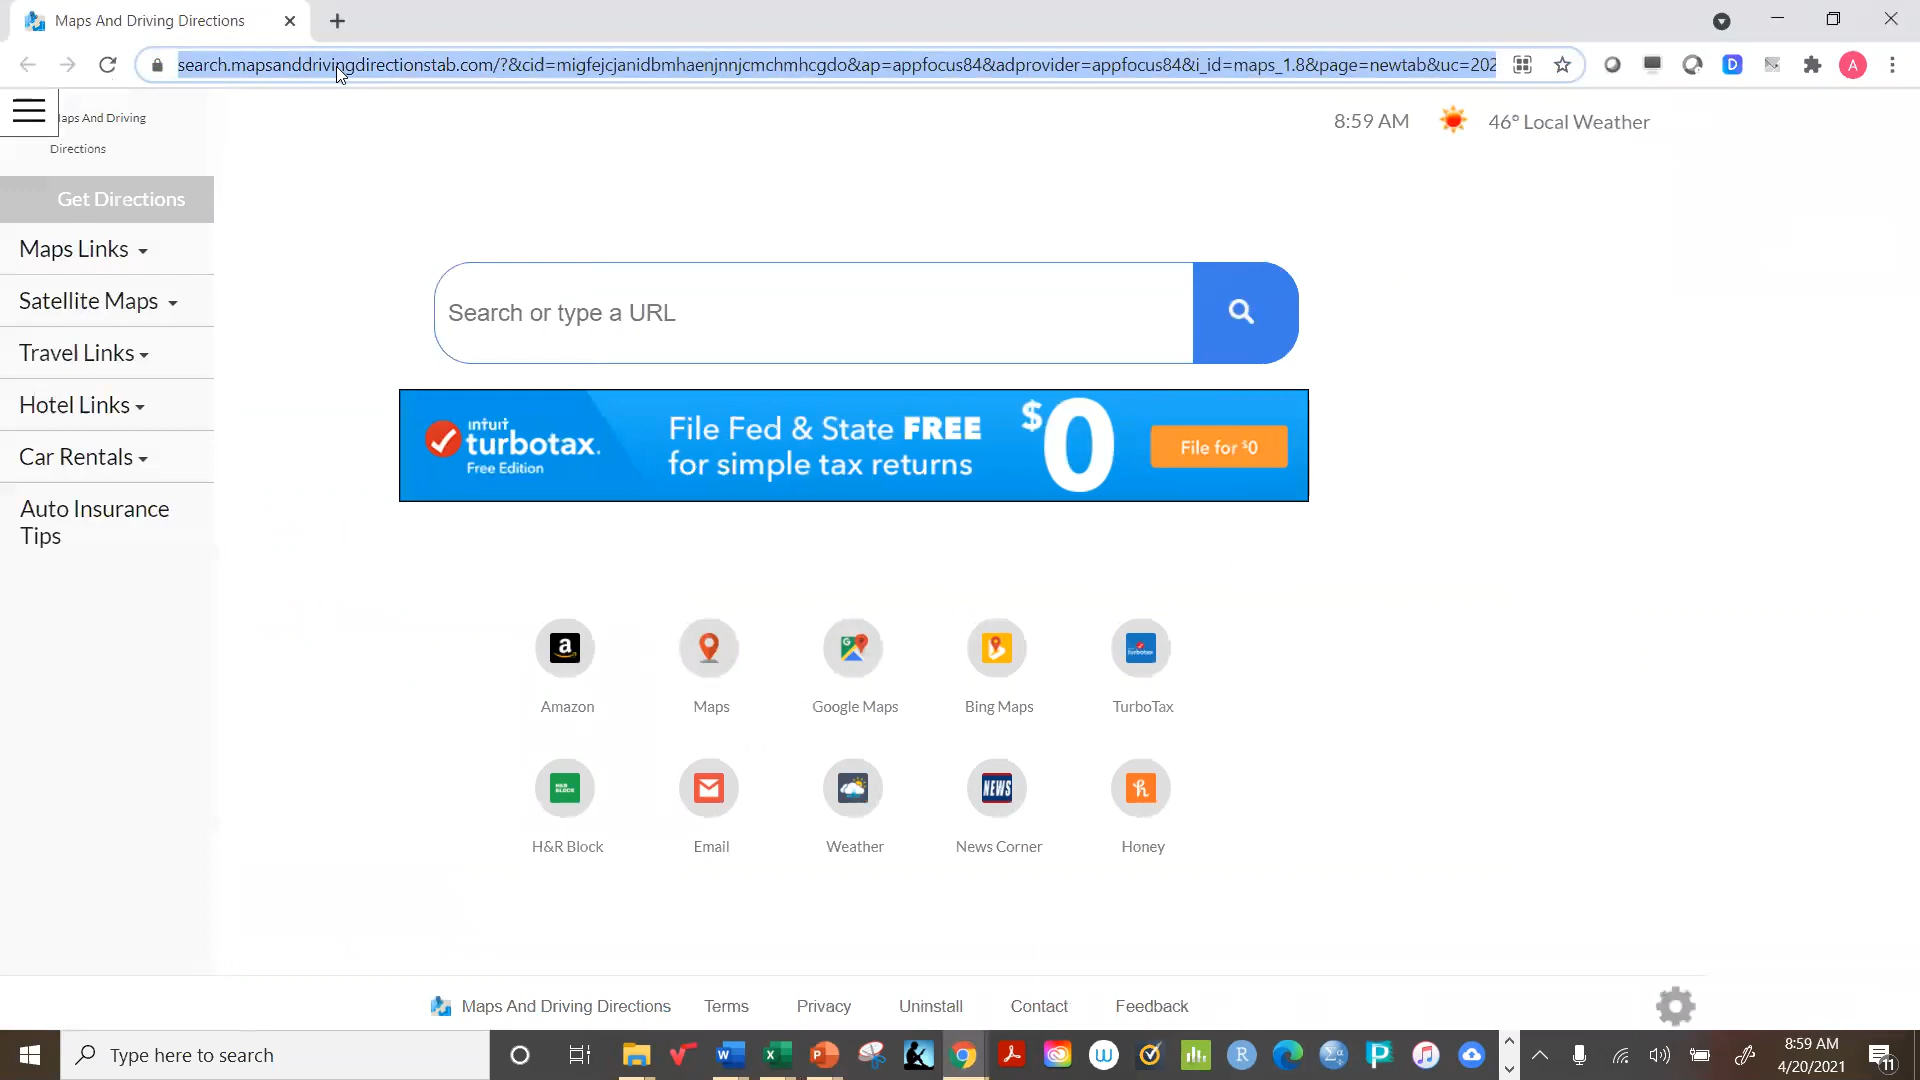 Maps And Driving Directions
search.mapsanddrivingdirectionstab.com/?&cid=migfejcjanidbmhaenjnnjcmchmhcgdo&ap=appfocus84&adprovider=appfocus84&i_id=maps_1.8&page=newtab&uc=202
D
A
Maps And Driving
Directions
8:59 AM
46° Local Weather
Get Directions
Maps Links
Satellite Maps
Travel Links
Hotel Links
Car Rentals
Auto Insurance
Tips
Search or type a URL
intuit
turbotax.
Free Edition
File Fed & State FREE
for simple tax returns
$0
File for $0
Amazon
Maps
Google Maps
Bing Maps
TurboTax
H&R Block
Email
Weather
NEWS
News Corner
Honey
Maps And Driving Directions
Terms
Privacy
Uninstall
Contact
Feedback
Type here to search
8:59 AM
4/20/2021
11